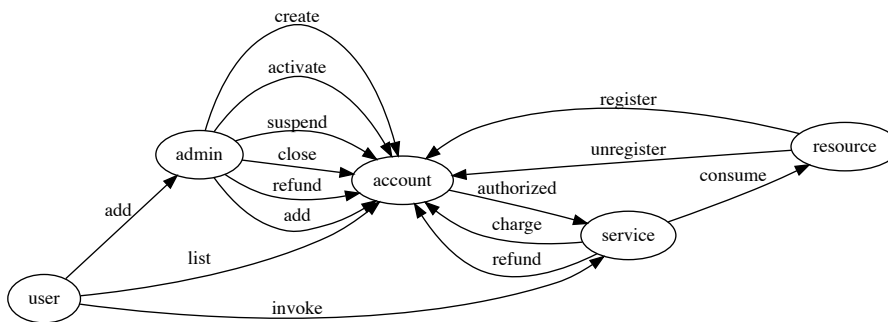 create
activate
suspend
admin
close
refund
add
add
list
user
invoke
account
authorized
charge
refund
service
register
unregister
consume
resource